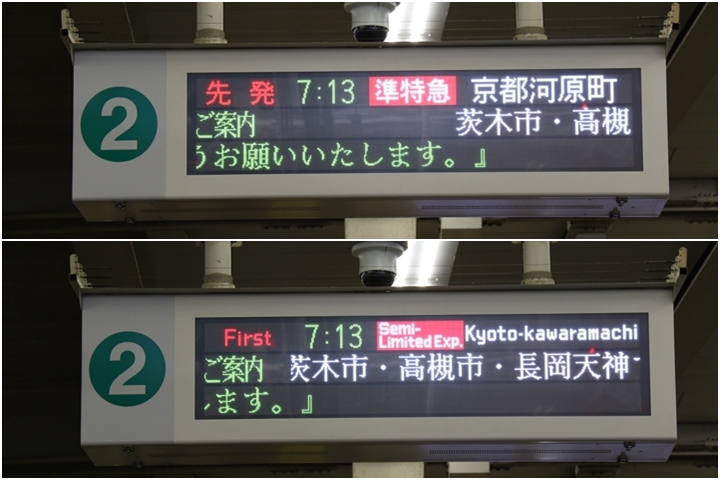 2
先発 7:13 準特急 京都河原町
ご案内 茨木市・高槻
うお願いいたします。』
2
First 7:13 Semi-Limited Exp. Kyoto-kawaramachi
ご案内 茨木市・高槻市・長岡天神
ます。』